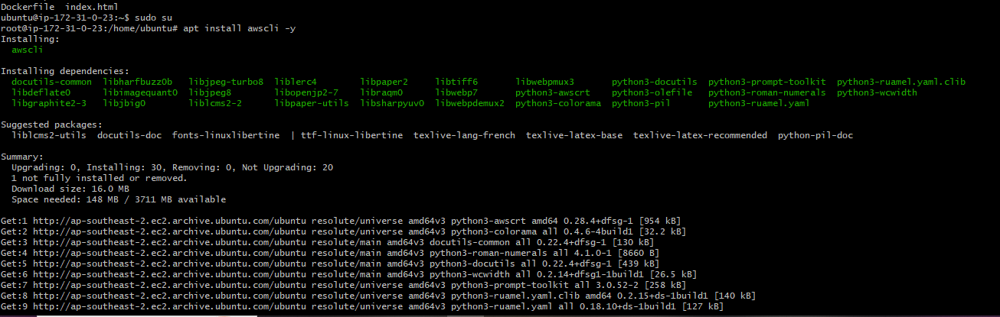 Dockerfile  index.html
ubuntu@ip-172-31-0-23:~$ sudo su
root@ip-172-31-0-23:/home/ubuntu# apt install awscli -y
Installing:
  awscli

Installing dependencies:
  docutils-common  libharfbuzz0b   libjpeg-turbo8  liblerc4       libpaper2     libtiff6       libwebpmux3       python3-docutils  python3-prompt-toolkit  python3-ruamel.yaml.clib
  libdeflate0      libimagequant0  libjpeg8        libopenjp2-7   libraqm0      libwebp7       python3-awscrt    python3-olefile   python3-roman-numerals  python3-wcwidth
  libgraphite2-3   libjbig0        liblcms2-2      libpaper-utils  libsharpyuv0  libwebpdemux2  python3-colorama  python3-pil       python3-ruamel.yaml

Suggested packages:
  liblcms2-utils  docutils-doc  fonts-linuxlibertine  | ttf-linux-libertine  texlive-lang-french  texlive-latex-base  texlive-latex-recommended  python-pil-doc

Summary:
  Upgrading: 0, Installing: 30, Removing: 0, Not Upgrading: 20
  1 not fully installed or removed.
  Download size: 16.0 MB
  Space needed: 148 MB / 3711 MB available

Get:1 http://ap-southeast-2.ec2.archive.ubuntu.com/ubuntu resolute/universe amd64v3 python3-awscrt amd64 0.28.4+dfsg-1 [954 kB]
Get:2 http://ap-southeast-2.ec2.archive.ubuntu.com/ubuntu resolute/universe amd64v3 python3-colorama all 0.4.6-4build1 [32.2 kB]
Get:3 http://ap-southeast-2.ec2.archive.ubuntu.com/ubuntu resolute/main amd64v3 docutils-common all 0.22.4+dfsg-1 [130 kB]
Get:4 http://ap-southeast-2.ec2.archive.ubuntu.com/ubuntu resolute/main amd64v3 python3-roman-numerals all 4.1.0-1 [8660 B]
Get:5 http://ap-southeast-2.ec2.archive.ubuntu.com/ubuntu resolute/main amd64v3 python3-docutils all 0.22.4+dfsg-1 [439 kB]
Get:6 http://ap-southeast-2.ec2.archive.ubuntu.com/ubuntu resolute/main amd64v3 python3-wcwidth all 0.2.14+dfsg1-1build1 [26.5 kB]
Get:7 http://ap-southeast-2.ec2.archive.ubuntu.com/ubuntu resolute/main amd64v3 python3-prompt-toolkit all 3.0.52-2 [258 kB]
Get:8 http://ap-southeast-2.ec2.archive.ubuntu.com/ubuntu resolute/main amd64v3 python3-ruamel.yaml.clib amd64 0.2.15+ds-1build1 [140 kB]
Get:9 http://ap-southeast-2.ec2.archive.ubuntu.com/ubuntu resolute/main amd64v3 python3-ruamel.yaml all 0.18.10+ds-1build1 [127 kB]